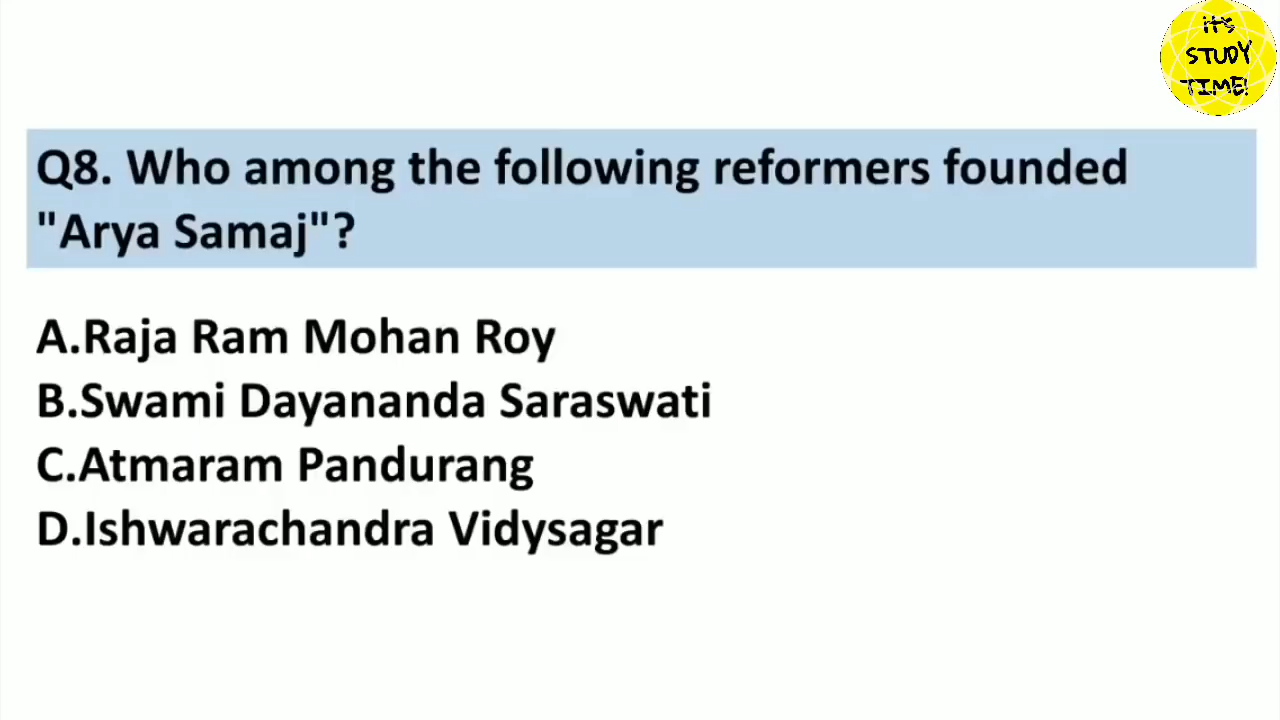 it's
STUDY
TIME!
Q8. Who among the following reformers founded
"Arya Samaj"?
A.Raja Ram Mohan Roy
B.Swami Dayananda Saraswati
C.Atmaram Pandurang
D.Ishwarachandra Vidysagar